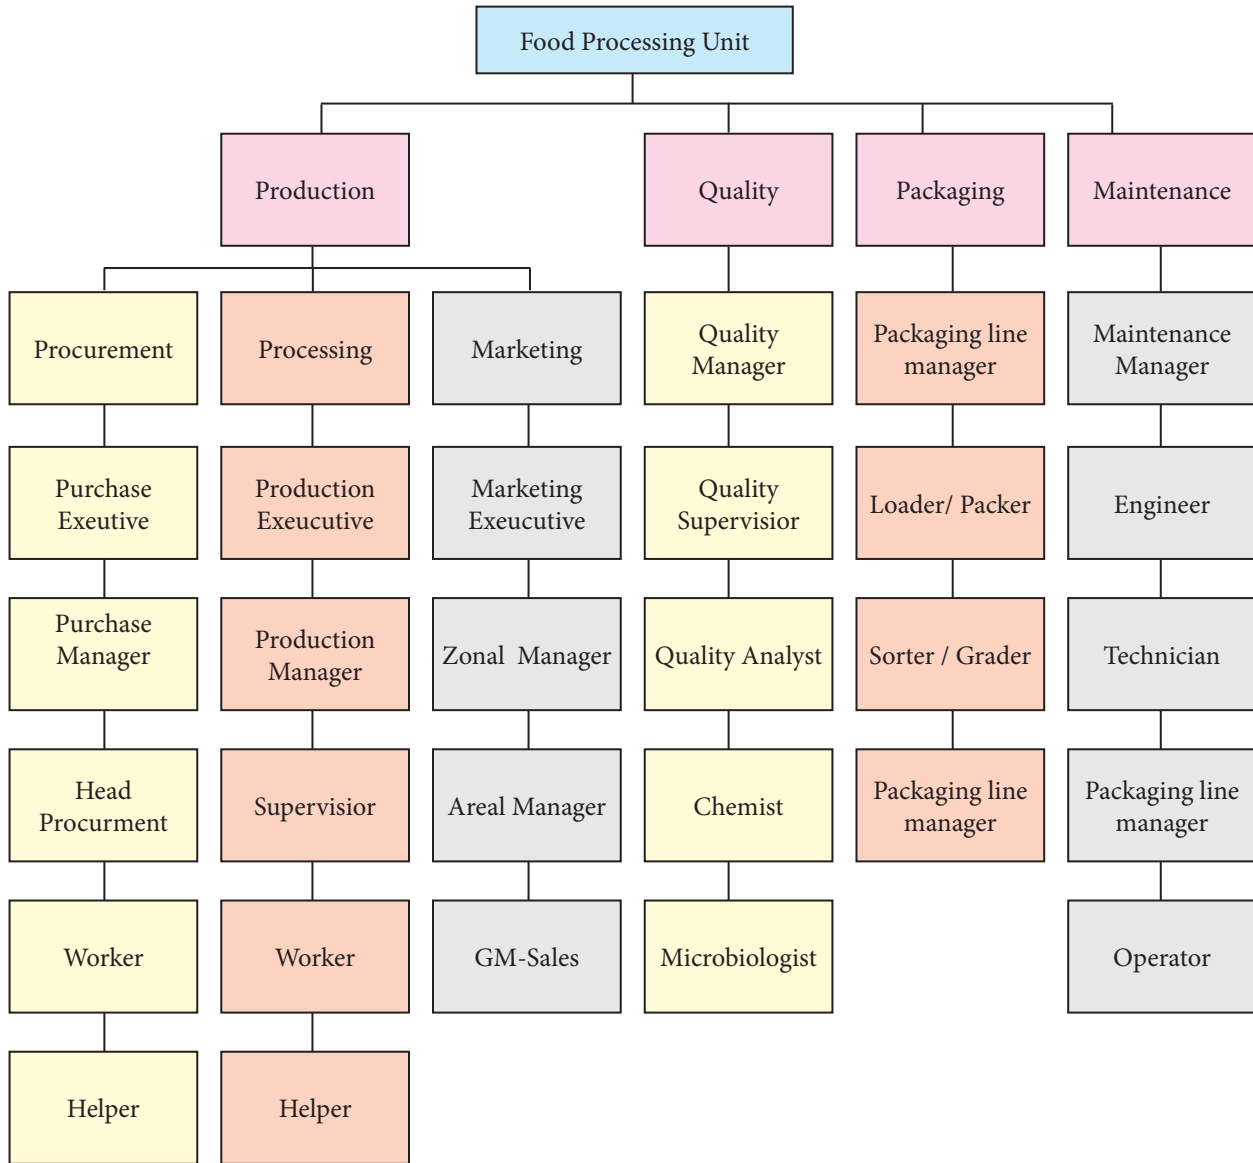 Food Processing Unit
Production
Quality
Packaging
Maintenance
Procurement
Processing
Marketing
Quality
Manager
Packaging line
manager
Maintenance
Manager
Purchase
Exeutive
Production
Exeucutive
Marketing
Exeucutive
Quality
Supervisior
Loader/ Packer
Engineer
Purchase
Manager
Production
Manager
Zonal Manager
Quality Analyst
Sorter / Grader
Technician
Head
Procurment
Supervisior
Areal Manager
Chemist
Packaging line
manager
Packaging line
manager
Worker
Worker
GM-Sales
Microbiologist
Operator
Helper
Helper